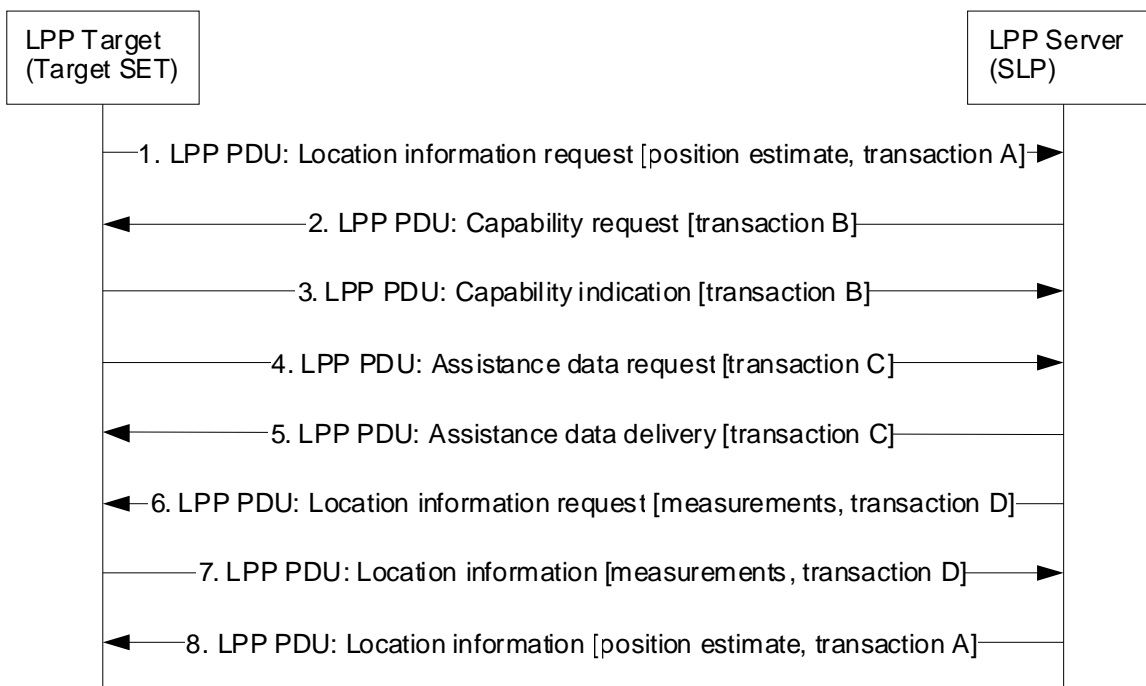 LPP Target
(Target SET)
LPP Server
(SLP)
1. LPP PDU: Location information request [position estimate, transaction A]
2. LPP PDU: Capability request [transaction B]
3. LPP PDU: Capability indication [transaction B]
4. LPP PDU: Assistance data request [transaction C]
5. LPP PDU: Assistance data delivery [transaction C]
6. LPP PDU: Location information request [measurements, transaction D]
7. LPP PDU: Location information [measurements, transaction D]
8. LPP PDU: Location information [position estimate, transaction A]